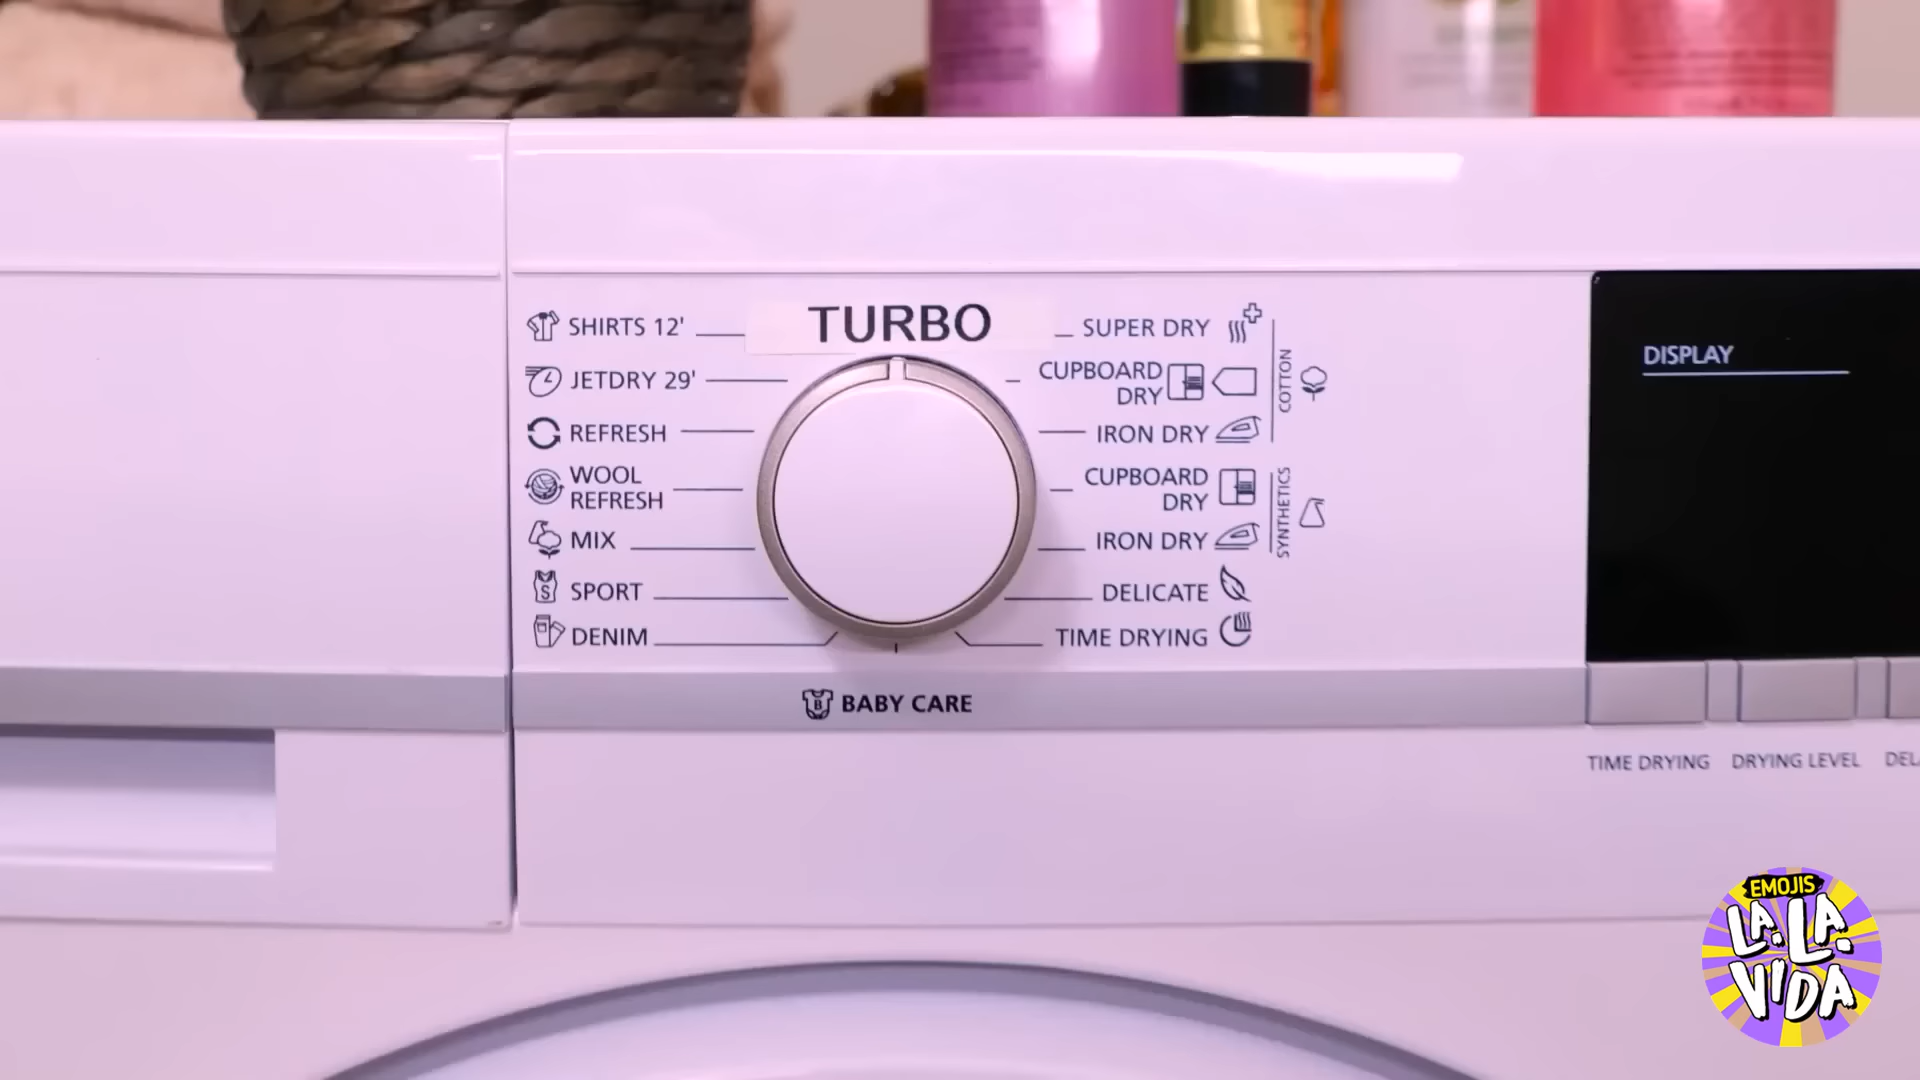 TURBO
SHIRTS 12'
JETDRY 29'
REFRESH
WOOL
REFRESH
MIX
S
SPORT
DENIM
SUPER DRY
CUPBOARD
DRY
IRON DRY
COTTON
CUPBOARD
DRY
IRON DRY
SYNTHETICS
DELICATE
TIME DRYING
B
BABY CARE
DISPLAY
TIME DRYING
DRYING LEVEL
EMOJIS
LA.LA.
VIDA